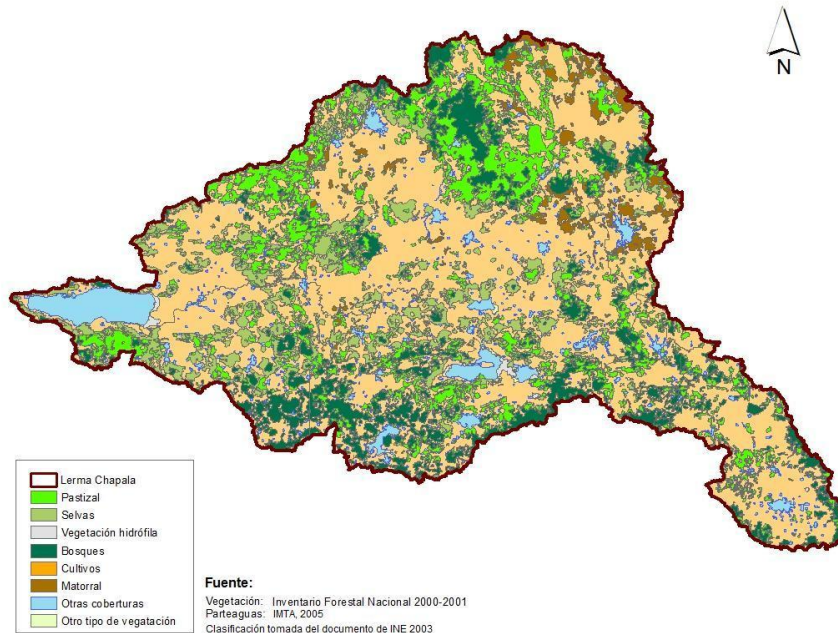 N
Lerma Chapala
Pastizal
Selvas
Vegetación hidrófila
Bosques
Cultivos
Matorral
Otras coberturas
Otro tipo de vegatación
Fuente:
Vegetación: Inventario Forestal Nacional 2000-2001
Parteaguas: IMTA, 2005
Clasificación tomada del documento de INE 2003